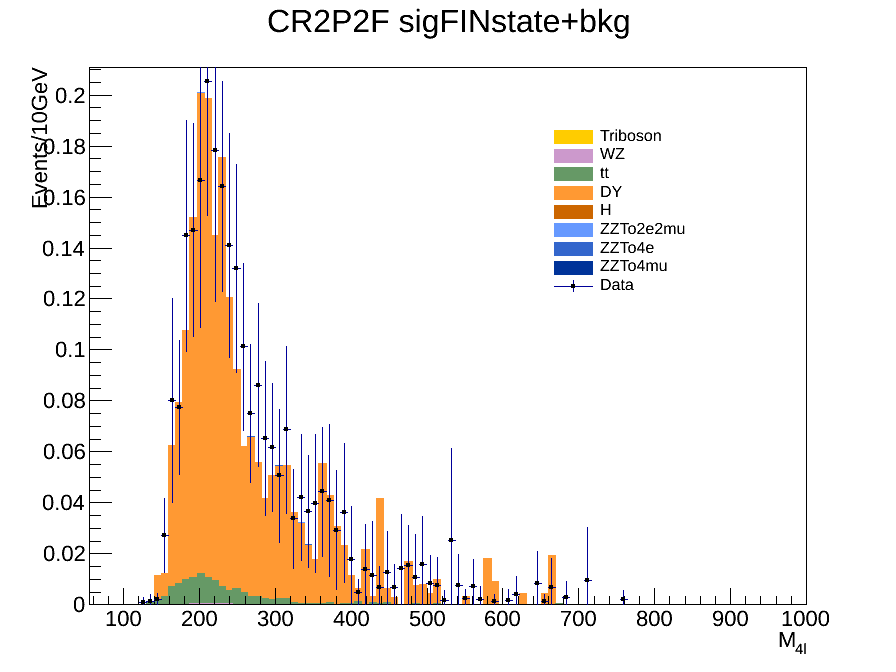 CR2P2F sigFINstate+bkg
Events/10GeV
0.2
0.18
0.16
0.14
0.12
0.1
0.08
0.06
0.04
0.02
0
Triboson
WZ
tt
DY
H
ZZTo2e2mu
ZZTo4e
ZZTo4mu
Data
100 200 300 400 500 600 700 800 900 1000
M4l